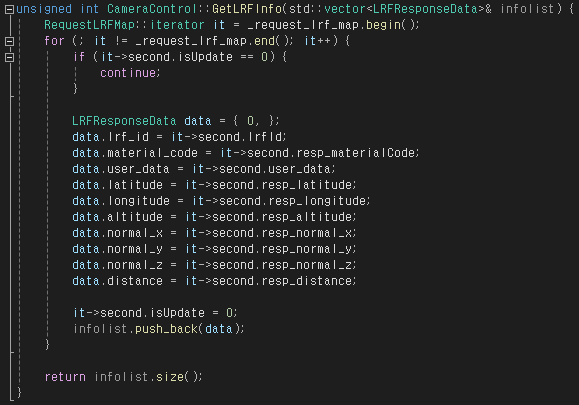 unsigned int CameraControl::GetLRFInfo(std::vector<LRFResponseData>& infolist) {
    RequestLRFMap::iterator it = _request_lrf_map.begin();
    for (; it != _request_lrf_map.end(); it++) {
        if (it->second.isUpdate == 0) {
            continue;
        }

        LRFResponseData data = { 0, };
        data.lrf_id = it->second.lrfId;
        data.material_code = it->second.resp_materialCode;
        data.user_data = it->second.user_data;
        data.latitude = it->second.resp_latitude;
        data.longitude = it->second.resp_longitude;
        data.altitude = it->second.resp_altitude;
        data.normal_x = it->second.resp_normal_x;
        data.normal_y = it->second.resp_normal_y;
        data.normal_z = it->second.resp_normal_z;
        data.distance = it->second.resp_distance;

        it->second.isUpdate = 0;
        infolist.push_back(data);
    }

    return infolist.size();
}